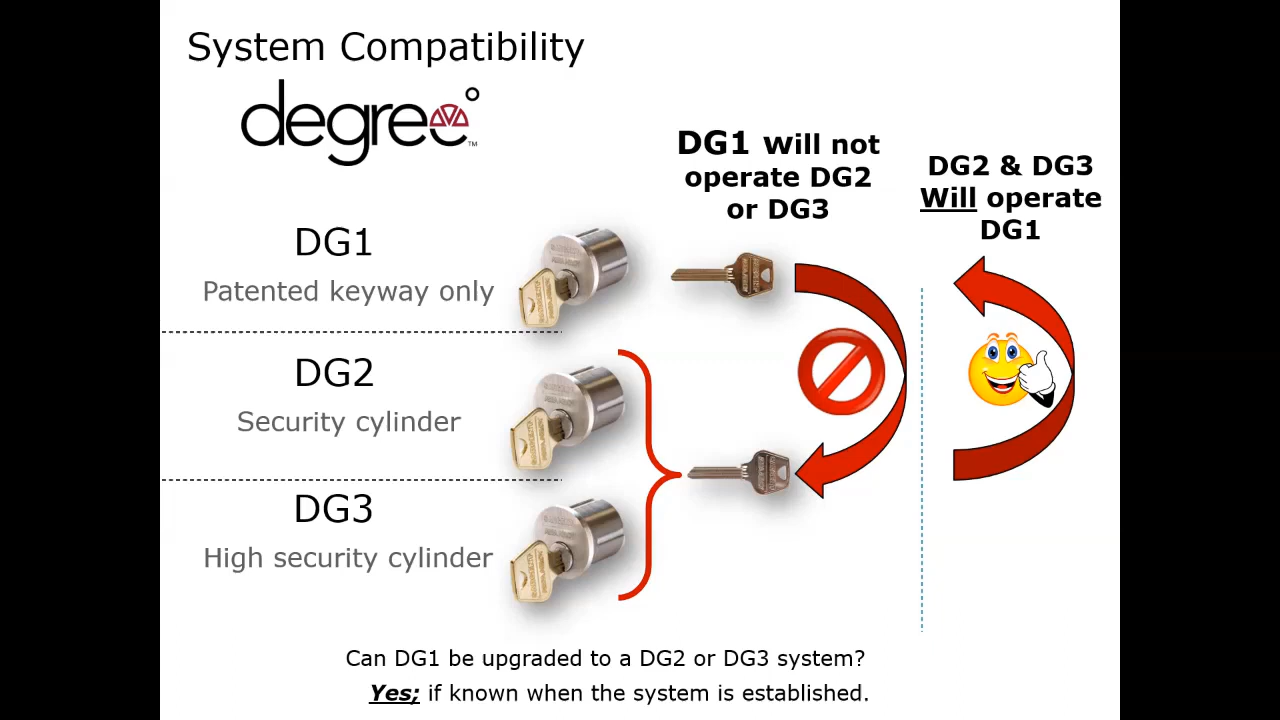 System Compatibility
degree°
™
DG1 will not
operate DG2
or DG3
DG2 & DG3
Will operate
DG1
DG1
Patented keyway only
DG2
Security cylinder
DG3
High security cylinder
Can DG1 be upgraded to a DG2 or DG3 system?
Yes; if known when the system is established.